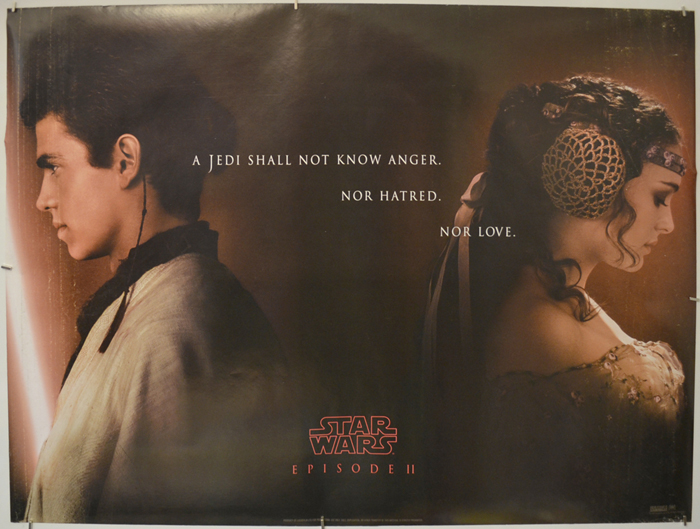 A JEDI SHALL NOT KNOW ANGER.
NOR HATRED.
NOR LOVE.
STAR
WARS
EPISODE II